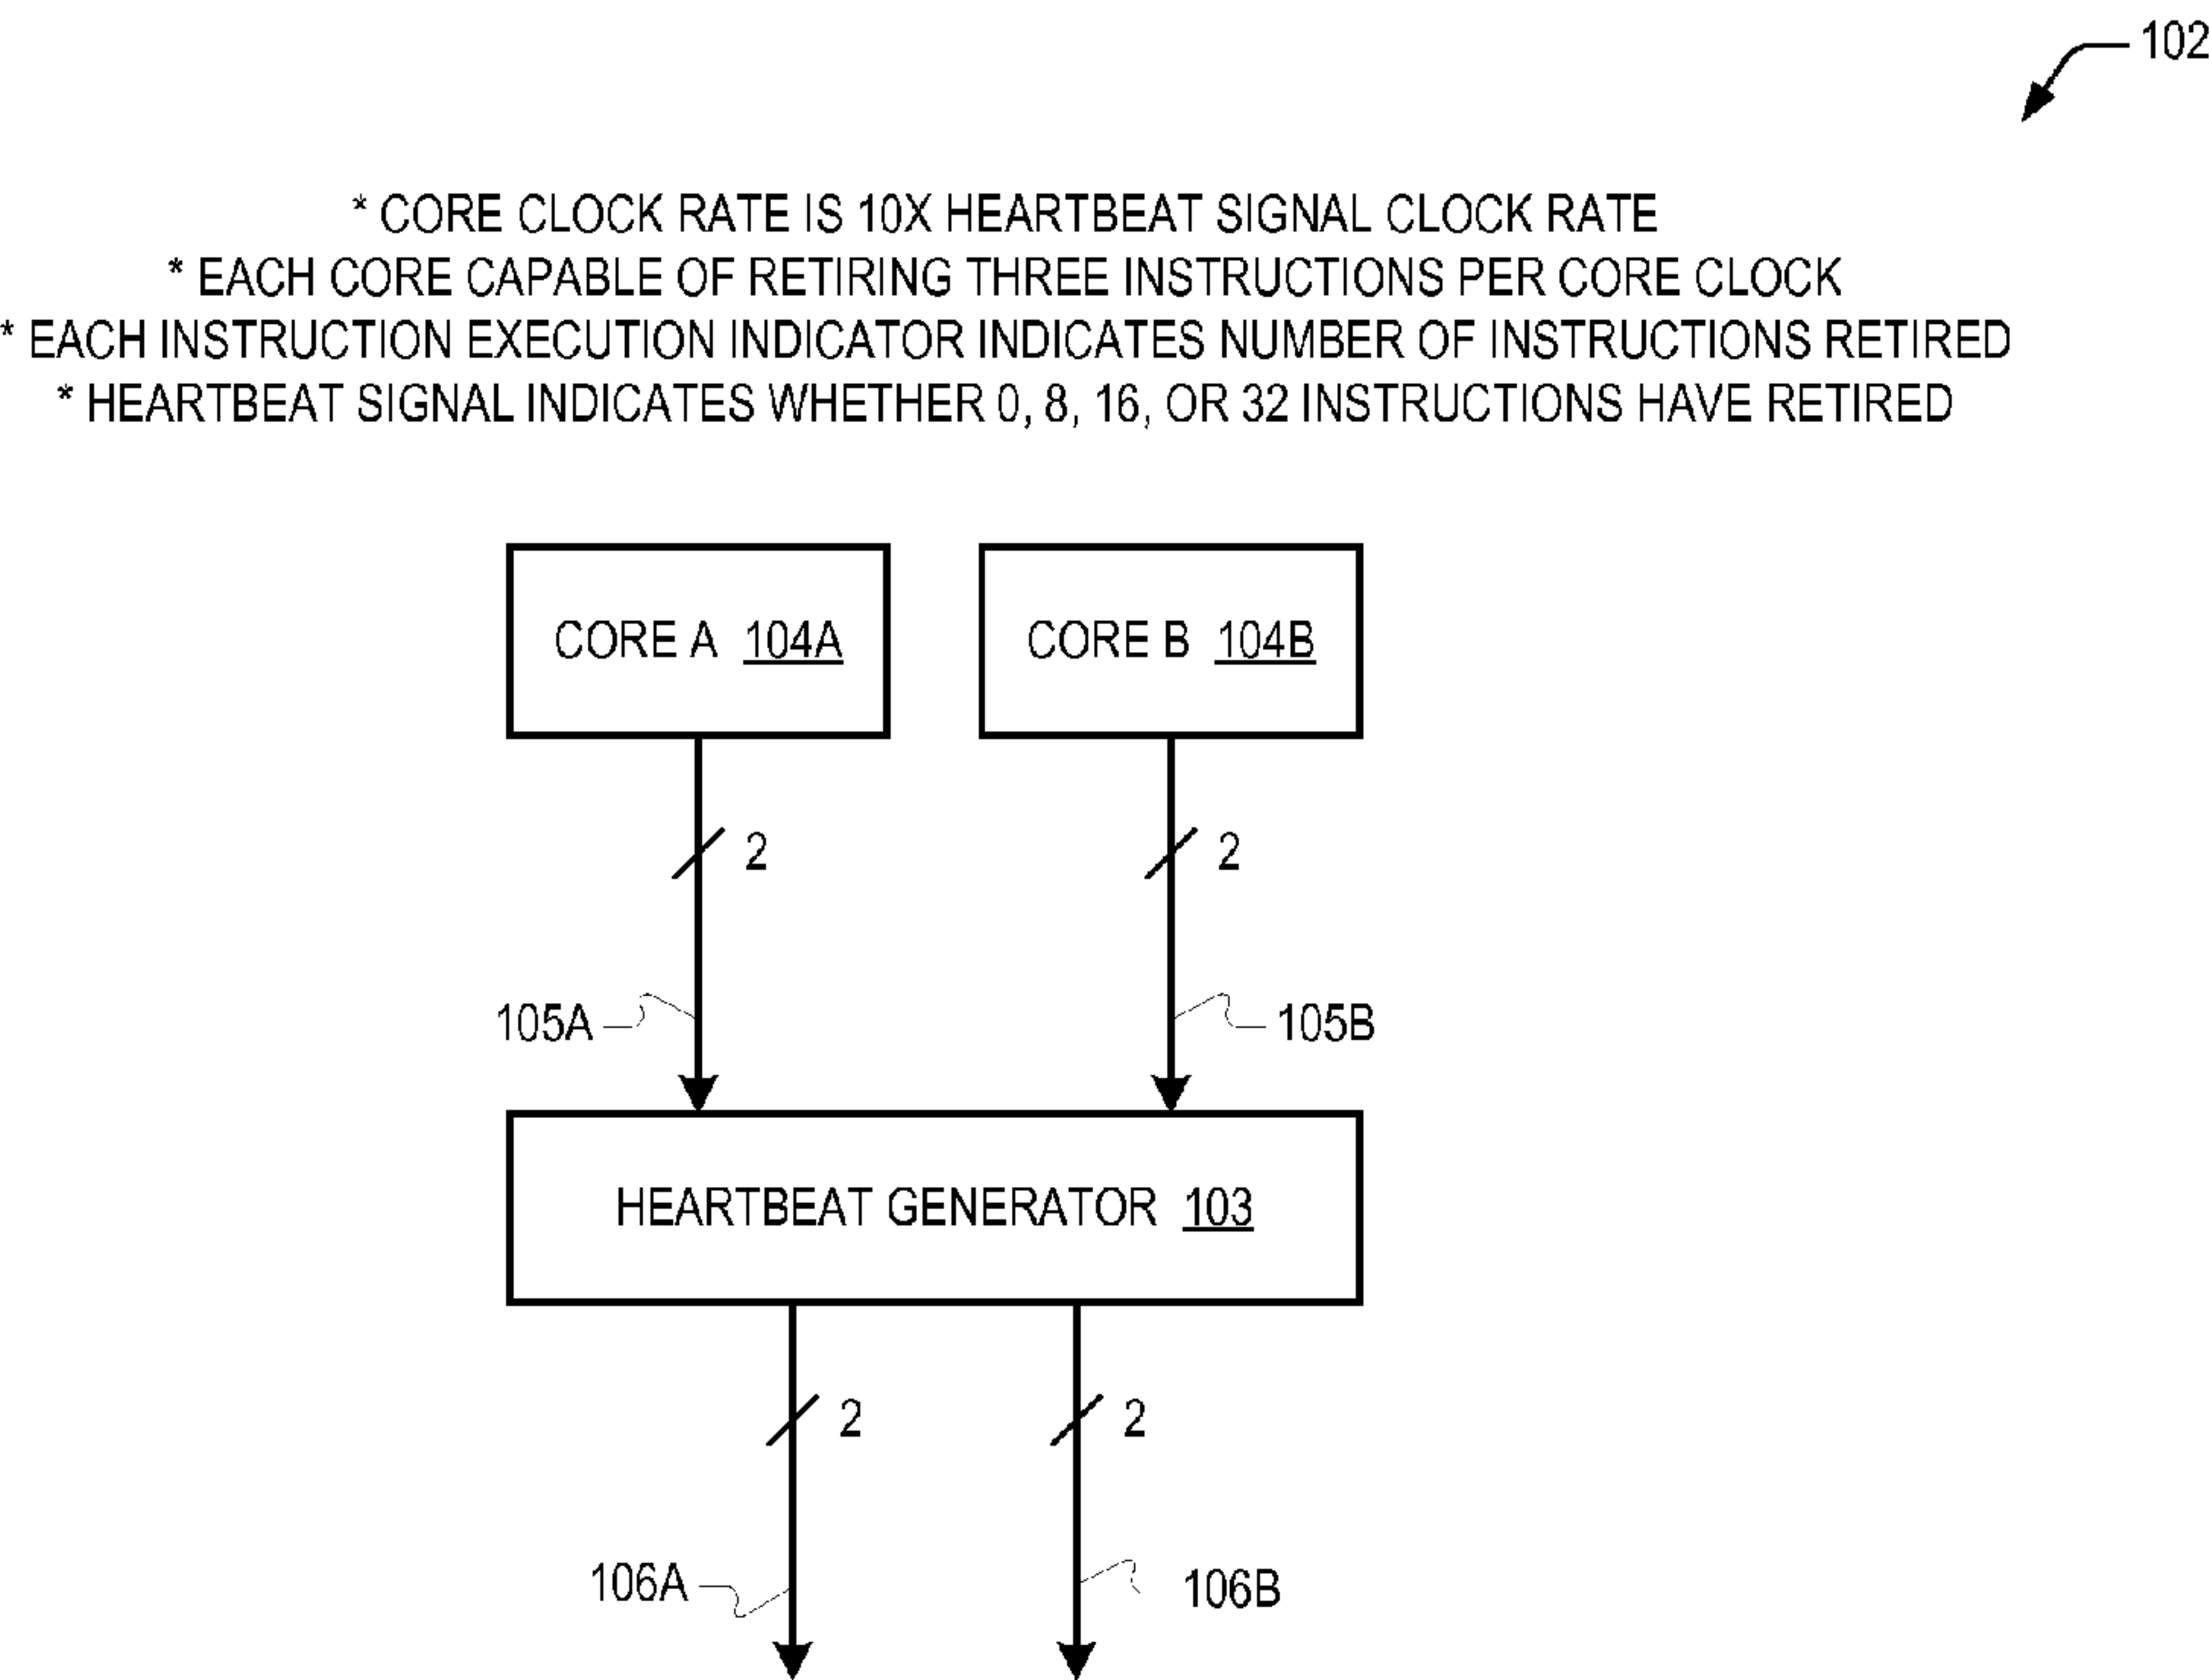 102
* CORE CLOCK RATE IS 10X HEARTBEAT SIGNAL CLOCK RATE
* EACH CORE CAPABLE OF RETIRING THREE INSTRUCTIONS PER CORE CLOCK
* EACH INSTRUCTION EXECUTION INDICATOR INDICATES NUMBER OF INSTRUCTIONS RETIRED
* HEARTBEAT SIGNAL INDICATES WHETHER 0, 8, 16, OR 32 INSTRUCTIONS HAVE RETIRED
CORE A 104A
CORE B 104B
2
2
105A
105B
HEARTBEAT GENERATOR 103
2
2
106A
106B